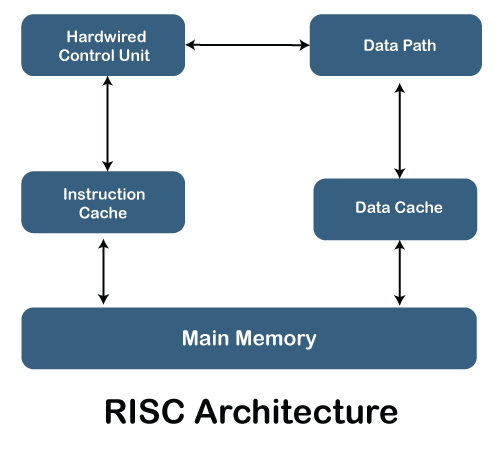 Hardwired
Control Unit
Data Path
Instruction
Cache
Data Cache
Main Memory
RISC Architecture